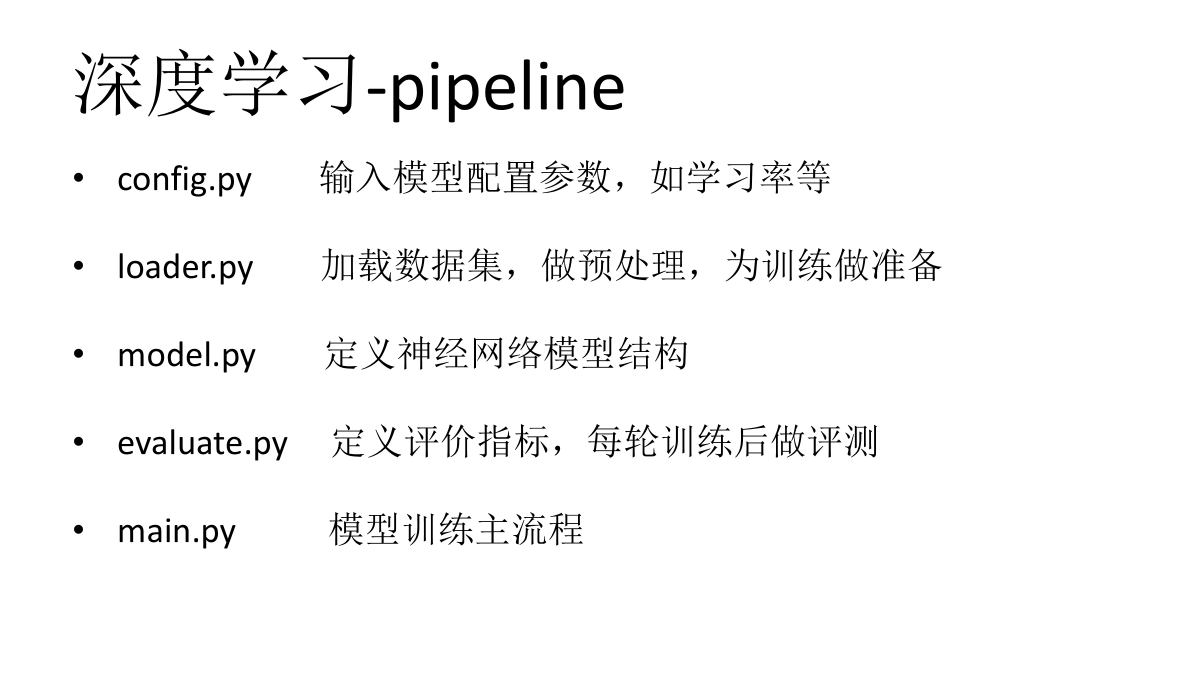 深度学习-pipeline
• config.py 输入模型配置参数，如学习率等
• loader.py 加载数据集，做预处理，为训练做准备
• model.py 定义神经网络模型结构
• evaluate.py 定义评价指标，每轮训练后做评测
• main.py 模型训练主流程